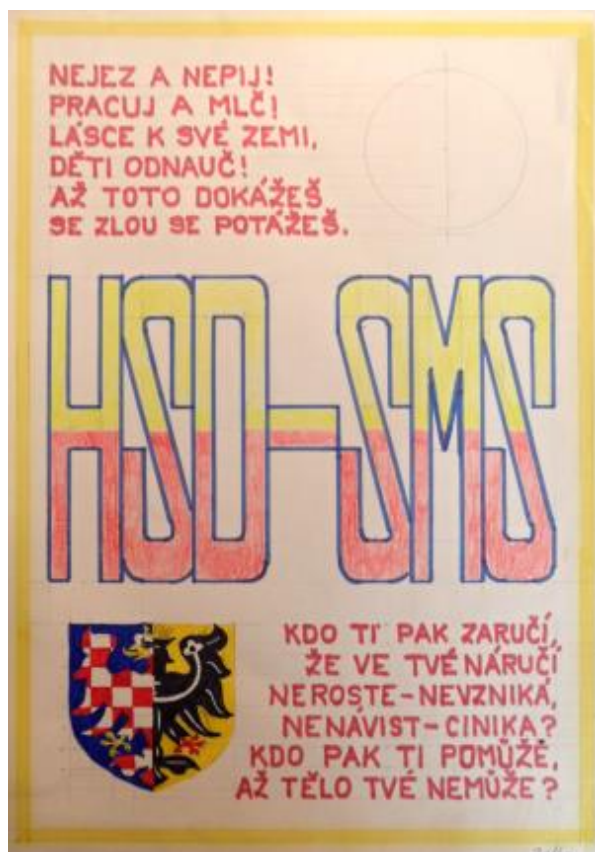 NEJEZ A NEPIJ!
PRACUJ A MLČ!
LÁSCE K SVÉ ZEMI,
DĚTI ODNAUČ!
AŽ TOTO DOKÁŽEŠ
SE ZLOU SE POTÁŽEŠ.
HSD-SMS
KDO TI PAK ZARUČÍ,
ŽE VE TVÉ NÁRUČÍ
NEROSTE-NEVZNIKÁ,
NENÁVIST-CINIKA?
KDO PAK TI POMŮŽE,
AŽ TĚLO TVÉ NEMŮŽE?